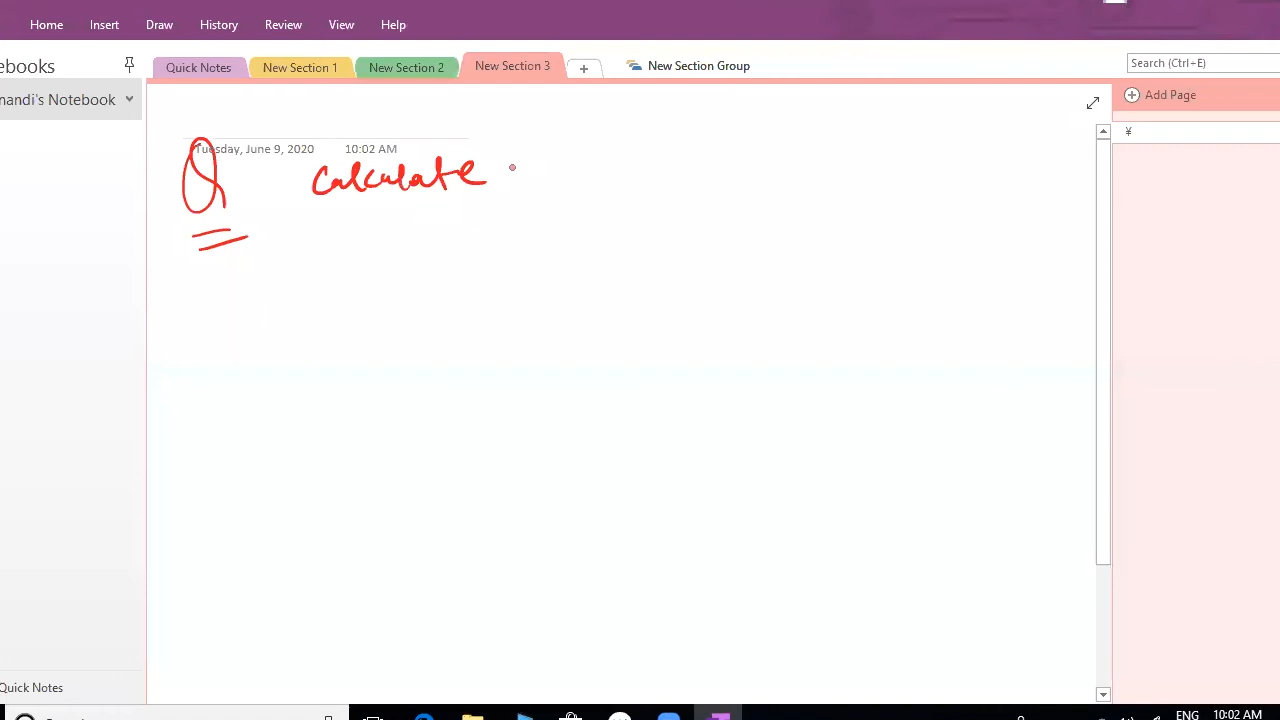 Home Insert Draw History Review View Help
ebooks
Quick Notes New Section 1 New Section 2 New Section 3 + New Section Group
Search (Ctrl+E)
nandi's Notebook
Add Page
¥
Tuesday, June 9, 2020 10:02 AM
Q calculate
Quick Notes
ENG 10:02 AM